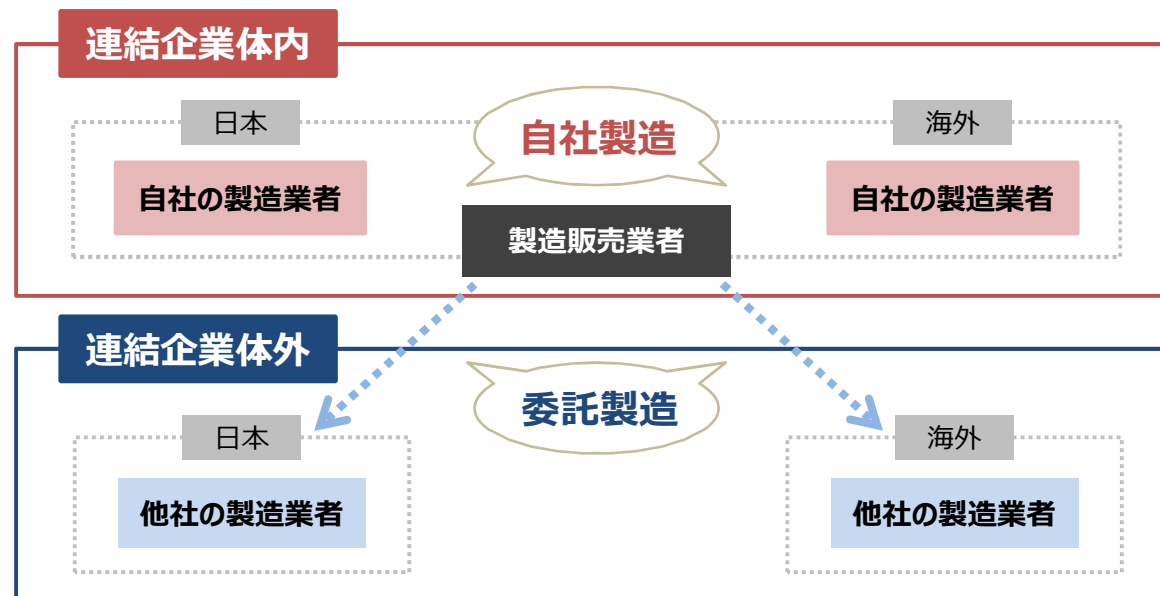 連結企業体内
日本
自社製造
海外
自社の製造業者
自社の製造業者
製造販売業者
連結企業体外
委託製造
日本
海外
他社の製造業者
他社の製造業者